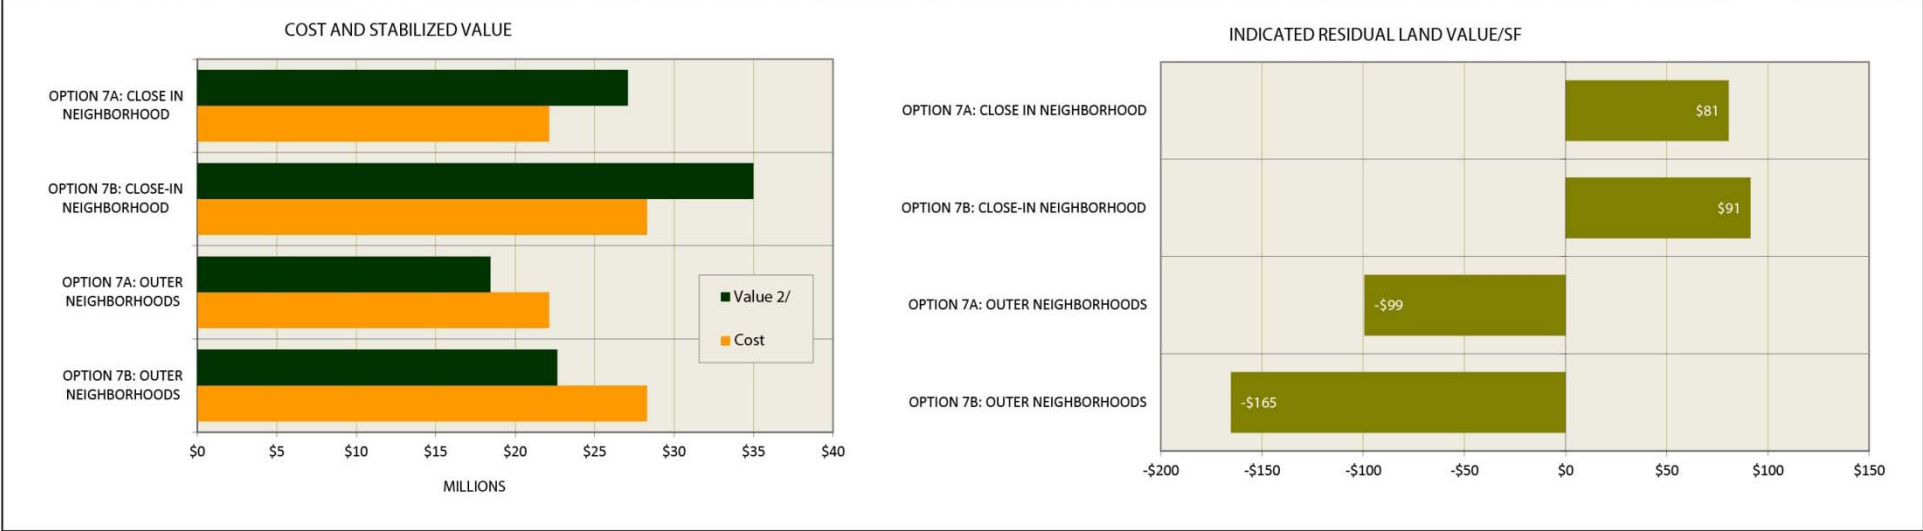 COST AND STABILIZED VALUE
OPTION 7A: CLOSE IN
NEIGHBORHOOD
OPTION 7B: CLOSE-IN
NEIGHBORHOOD
OPTION 7A: OUTER
NEIGHBORHOODS
OPTION 7B: OUTER
NEIGHBORHOODS
Value 2/
Cost
$0 $5 $10 $15 $20 $25 $30 $35 $40
MILLIONS
INDICATED RESIDUAL LAND VALUE/SF
OPTION 7A: CLOSE IN NEIGHBORHOOD
$81
OPTION 7B: CLOSE-IN NEIGHBORHOOD
$91
OPTION 7A: OUTER NEIGHBORHOODS
-$99
OPTION 7B: OUTER NEIGHBORHOODS
-$165
-$200 -$150 -$100 -$50 $0 $50 $100 $150